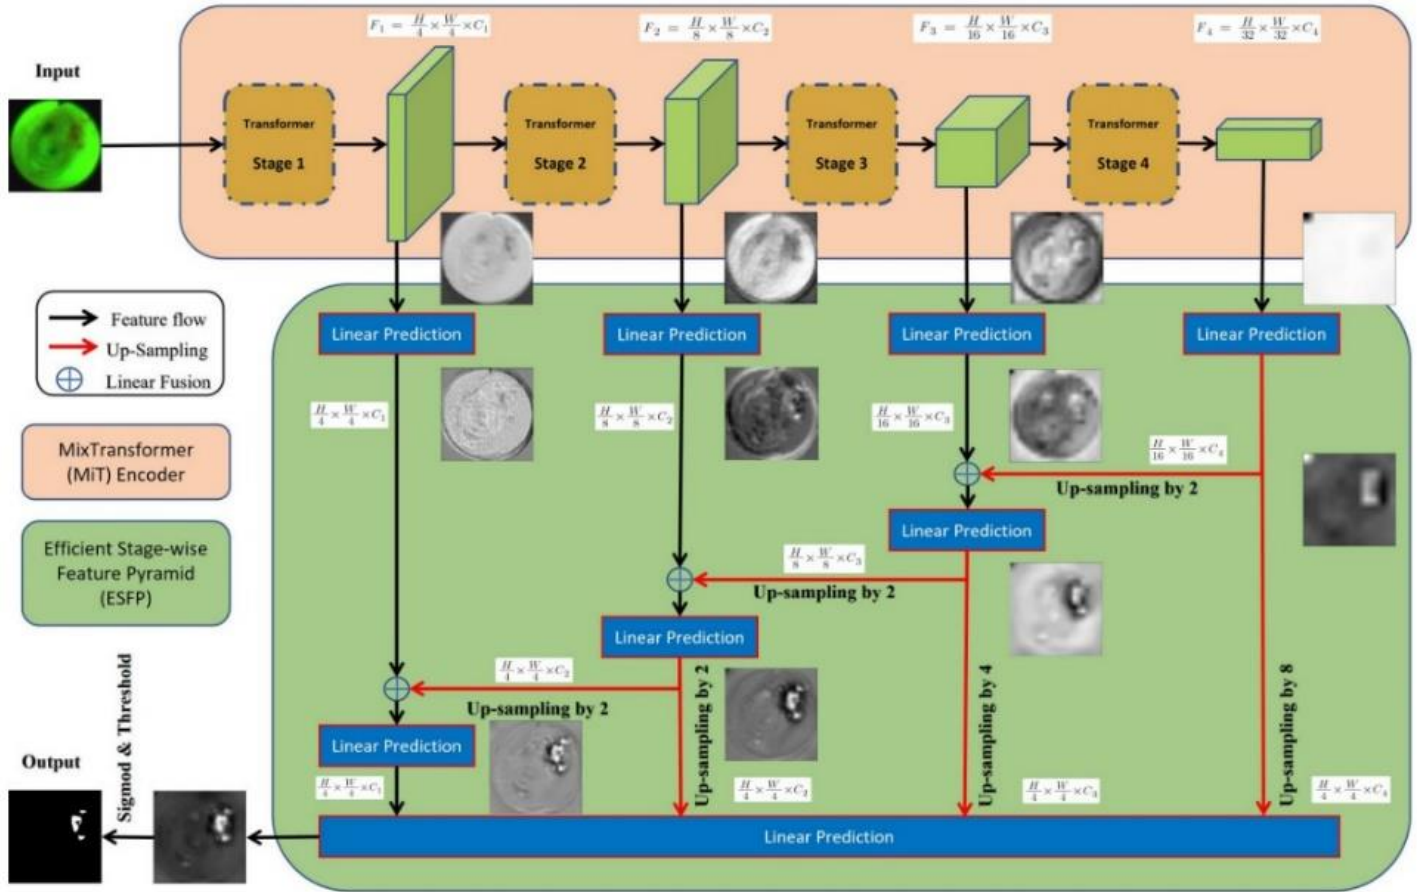 F₁ = H/4 × W/4 × C₁
F₂ = H/8 × W/8 × C₂
F₃ = H/16 × W/16 × C₃
F₄ = H/32 × W/32 × C₄
Input
Transformer
Stage 1
Transformer
Stage 2
Transformer
Stage 3
Transformer
Stage 4
Feature flow
Up-Sampling
Linear Fusion
MixTransformer
(MiT) Encoder
Efficient Stage-wise
Feature Pyramid
(ESFP)
Linear Prediction
Linear Prediction
Linear Prediction
Linear Prediction
H/4 × W/4 × C₁
H/8 × W/8 × C₂
H/16 × W/16 × C₃
H/16 × W/16 × C₄
Up-sampling by 2
Linear Prediction
H/8 × W/8 × C₃
Up-sampling by 2
Linear Prediction
H/4 × W/4 × C₂
Up-sampling by 2
Linear Prediction
Up-sampling by 2
Up-sampling by 4
Up-sampling by 8
H/4 × W/4 × C₁
H/4 × W/4 × C₂
H/4 × W/4 × C₃
H/4 × W/4 × C₄
Linear Prediction
Sigmod & Threshold
Output